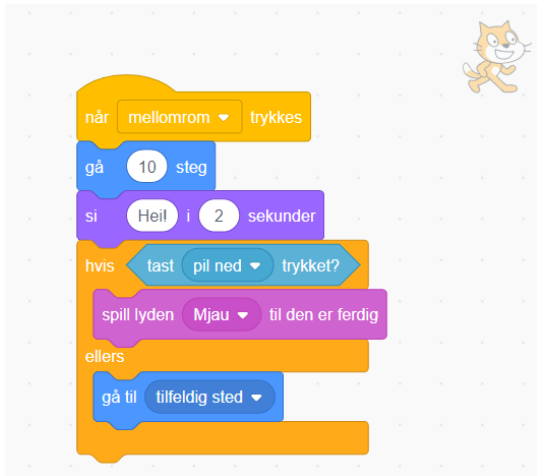 når mellomrom trykkes
gå 10 steg
si Hei! i 2 sekunder
hvis tast pil ned trykket?
spill lyden Mjau til den er ferdig
ellers
gå til tilfeldig sted